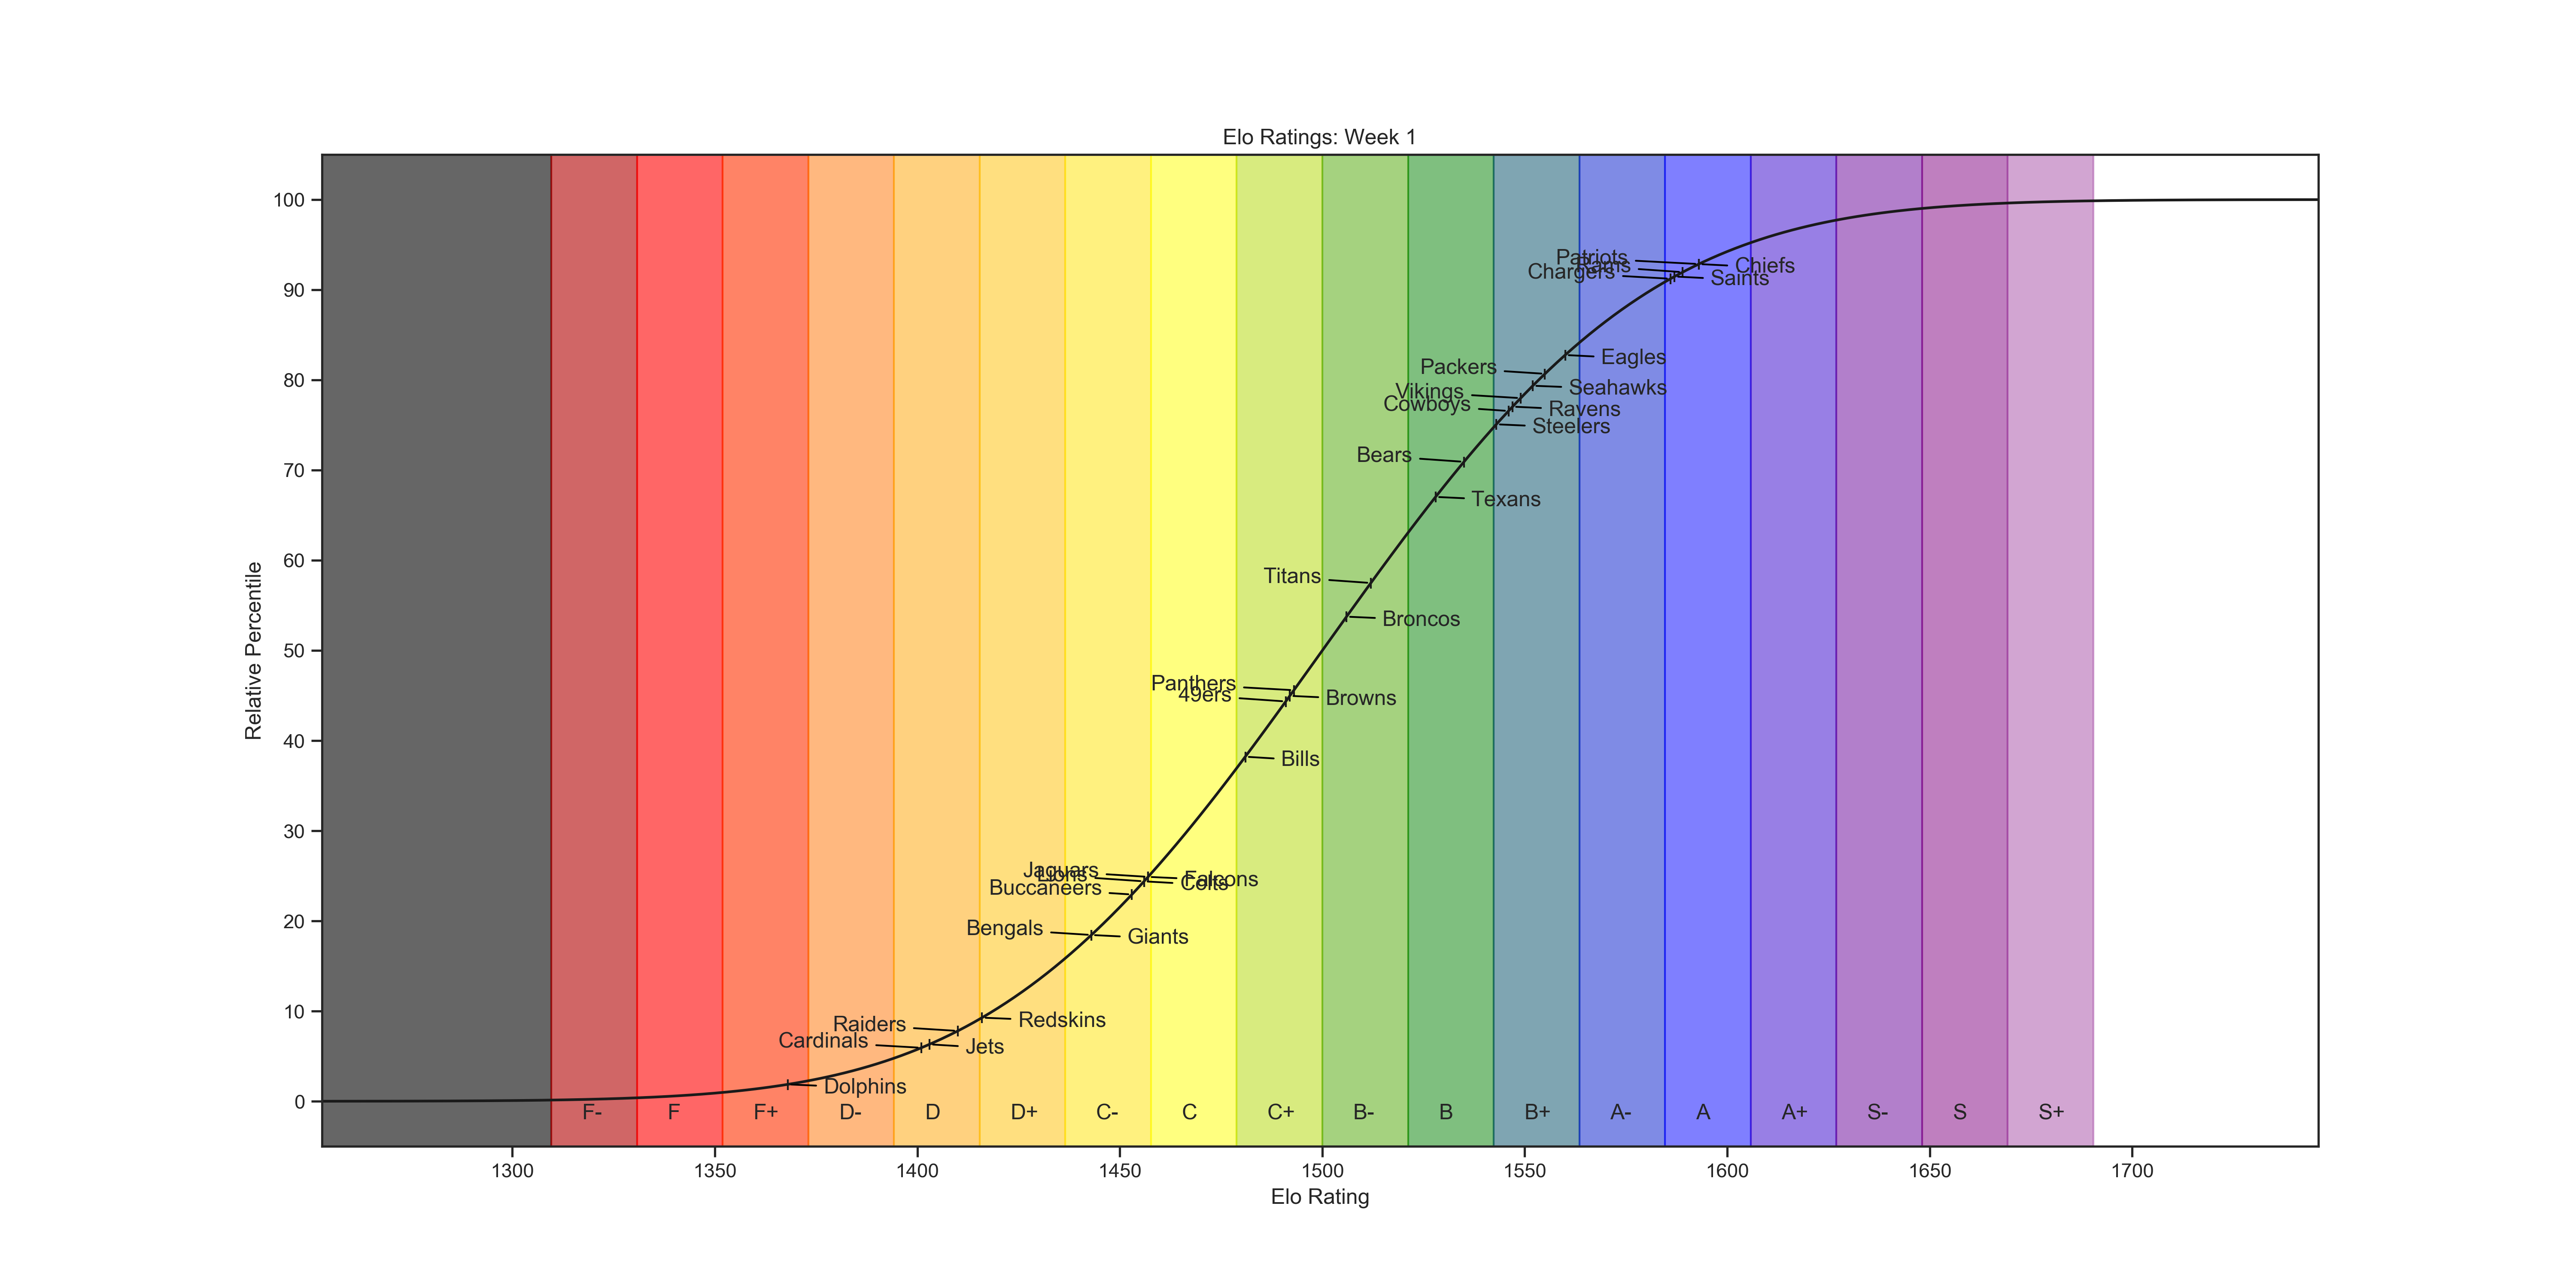 Elo Ratings: Week 1
Relative Percentile
100
90
80
70
60
50
40
30
20
10
0
Patriots
Rams
Chargers
Chiefs
Saints
Eagles
Packers
Seahawks
Vikings
Cowboys
Ravens
Steelers
Bears
Texans
Titans
Broncos
Panthers
49ers
Browns
Bills
Jaguars
Lions
Falcons
Colts
Buccaneers
Bengals
Giants
Raiders
Redskins
Cardinals
Jets
Dolphins
F- F F+ D- D D+ C- C C+ B- B B+ A- A A+ S- S S+
1300 1350 1400 1450 1500 1550 1600 1650 1700
Elo Rating